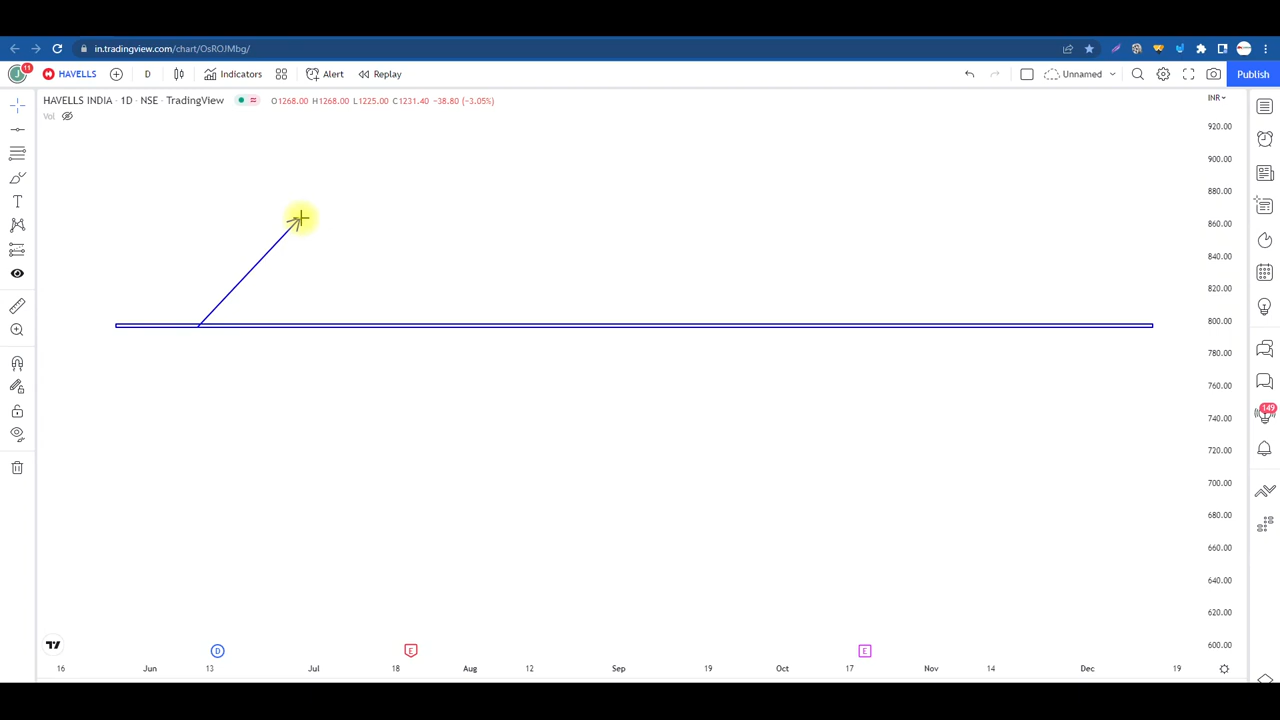 in.tradingview.com/chart/OsROJMbg/
11
HAVELLS
D
Indicators
Alert
Replay
Unnamed
Publish
HAVELLS INDIA · 1D · NSE · TradingView
O1268.00 H1268.00 L1225.00 C1231.40 −38.80 (−3.05%)
INR
Vol
920.00
900.00
880.00
860.00
840.00
820.00
800.00
780.00
760.00
740.00
720.00
700.00
680.00
660.00
640.00
620.00
600.00
149
D
E
E
16 Jun 13 Jul 18 Aug 12 Sep 19 Oct 17 Nov 14 Dec 19